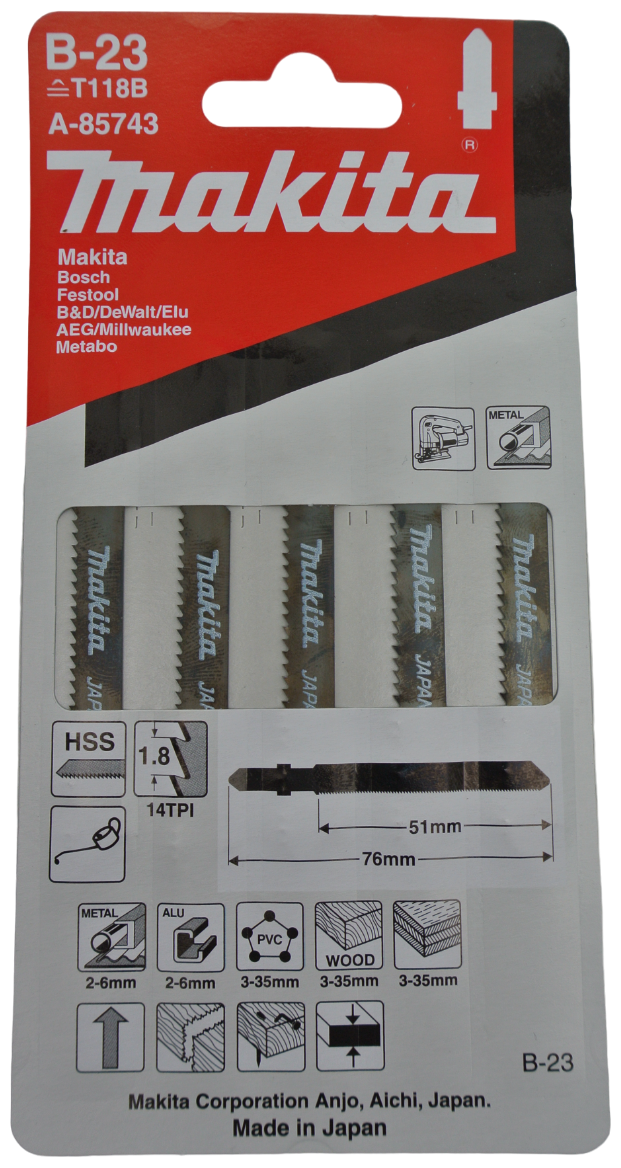 B-23
≙T118B
A-85743
makita®
Makita
Bosch
Festool
B&D/DeWalt/Elu
AEG/Millwaukee
Metabo
METAL
makita JAPAN
makita JAPAN
makita JAPAN
makita JAPAN
makita JAPAN
HSS
1.8
14TPI
51mm
76mm
METAL
ALU
PVC
WOOD
2-6mm
2-6mm
3-35mm
3-35mm
3-35mm
B-23
Makita Corporation Anjo, Aichi, Japan.
Made in Japan